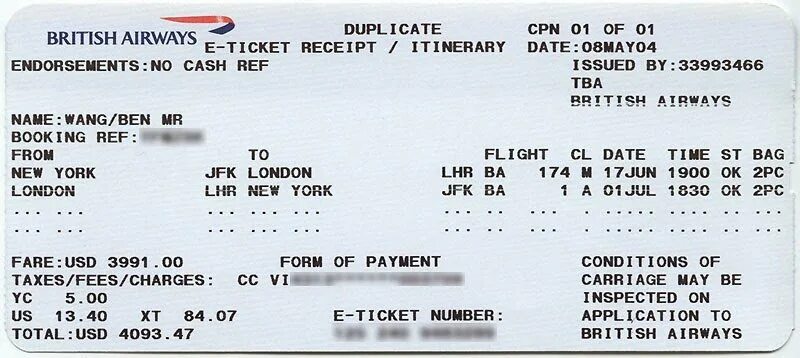 BRITISH AIRWAYS
DUPLICATE CPN 01 OF 01
E-TICKET RECEIPT / ITINERARY DATE:08MAY04
ENDORSEMENTS:NO CASH REF ISSUED BY:33993466
TBA
BRITISH AIRWAYS
NAME:WANG/BEN MR
BOOKING REF:
FROM TO FLIGHT CL DATE TIME ST BAG
NEW YORK JFK LONDON LHR BA 174 M 17JUN 1900 OK 2PC
LONDON LHR NEW YORK JFK BA 1 A 01JUL 1830 OK 2PC
... ... ... ... ... ... .. ... ... .. ...
... ... ... ... ... ... .. ... ... .. ...
FARE:USD 3991.00 FORM OF PAYMENT CONDITIONS OF
TAXES/FEES/CHARGES: CC VI CARRIAGE MAY BE
YC 5.00 INSPECTED ON
US 13.40 XT 84.07 E-TICKET NUMBER: APPLICATION TO
TOTAL:USD 4093.47 BRITISH AIRWAYS